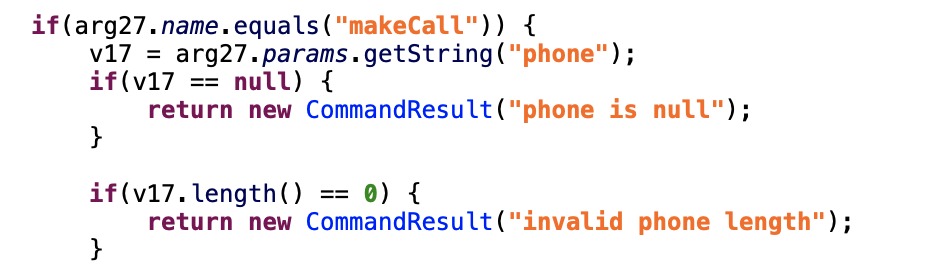 if(arg27.name.equals("makeCall")) {
    v17 = arg27.params.getString("phone");
    if(v17 == null) {
        return new CommandResult("phone is null");
    }

    if(v17.length() == 0) {
        return new CommandResult("invalid phone length");
    }